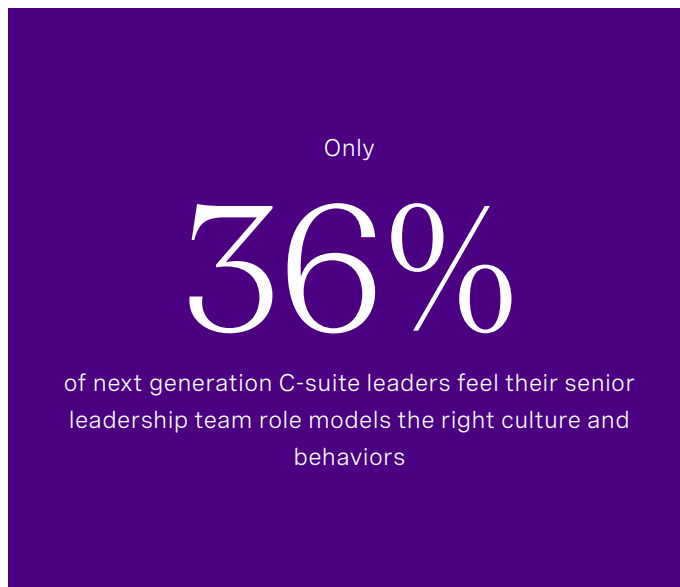 Only
36%
of next generation C-suite leaders feel their senior
leadership team role models the right culture and
behaviors